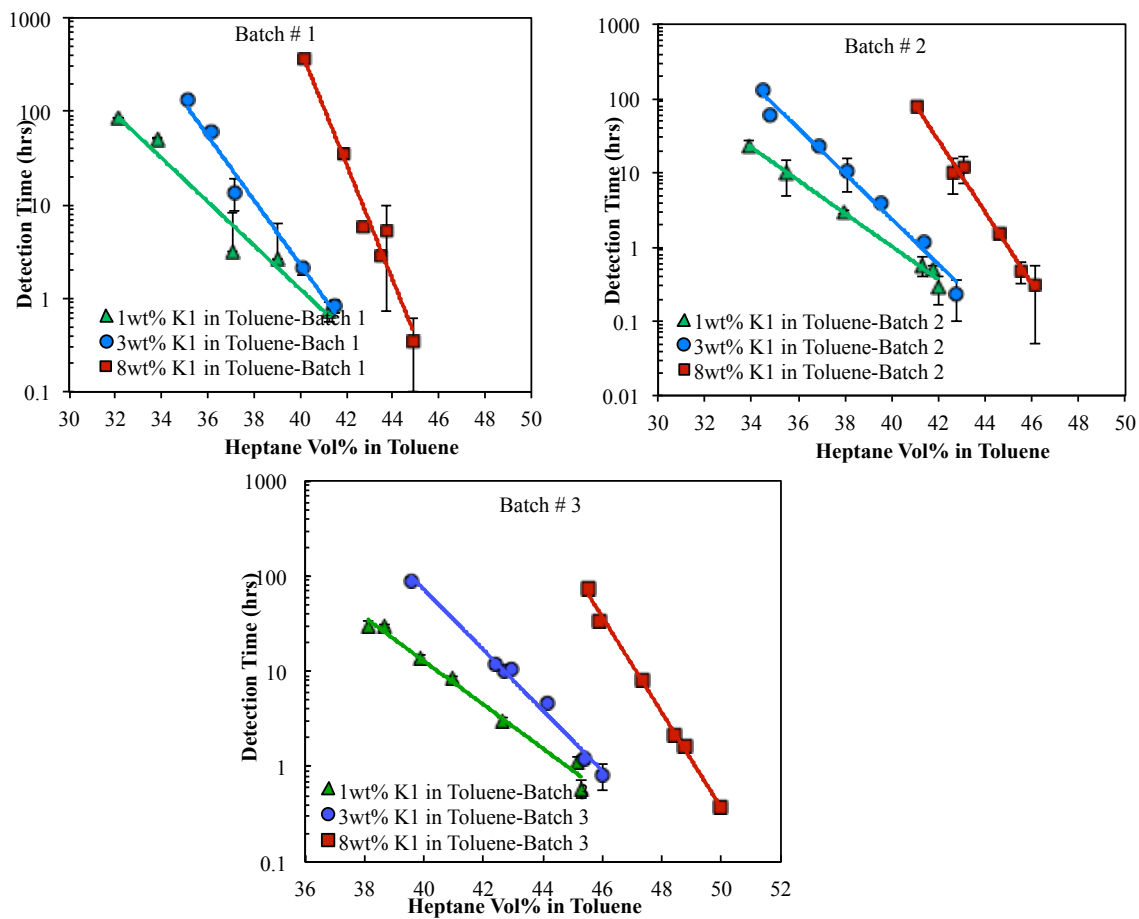 Batch # 1
1000
100
10
1
0.1
Detection Time (hrs)
1wt% K1 in Toluene-Batch 1
3wt% K1 in Toluene-Bach 1
8wt% K1 in Toluene-Batch 1
30 32 34 36 38 40 42 44 46 48 50
Heptane Vol% in Toluene
Batch # 2
1000
100
10
1
0.1
0.01
Detection Time (hrs)
1wt% K1 in Toluene-Batch 2
3wt% K1 in Toluene-Batch 2
8wt% K1 in Toluene-Batch 2
30 32 34 36 38 40 42 44 46 48 50
Heptane Vol% in Toluene
Batch # 3
1000
100
10
1
0.1
Detection Time (hrs)
1wt% K1 in Toluene-Batch
3wt% K1 in Toluene-Batch 3
8wt% K1 in Toluene-Batch 3
36 38 40 42 44 46 48 50 52
Heptane Vol% in Toluene